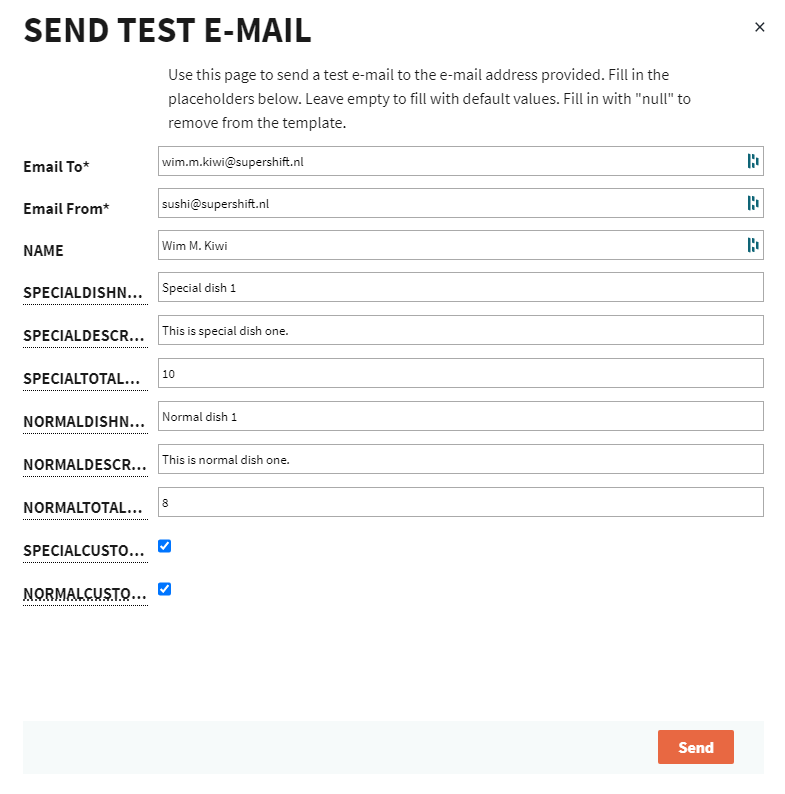 SEND TEST E-MAIL
×
Use this page to send a test e-mail to the e-mail address provided. Fill in the
placeholders below. Leave empty to fill with default values. Fill in with "null" to
remove from the template.
Email To* wim.m.kiwi@supershift.nl
Email From* sushi@supershift.nl
NAME Wim M. Kiwi
SPECIALDISHN... Special dish 1
SPECIALDESCR... This is special dish one.
SPECIALTOTAL... 10
NORMALDISHN... Normal dish 1
NORMALDESCR... This is normal dish one.
NORMALTOTAL... 8
SPECIALCUSTO...
NORMALCUSTO...
Send